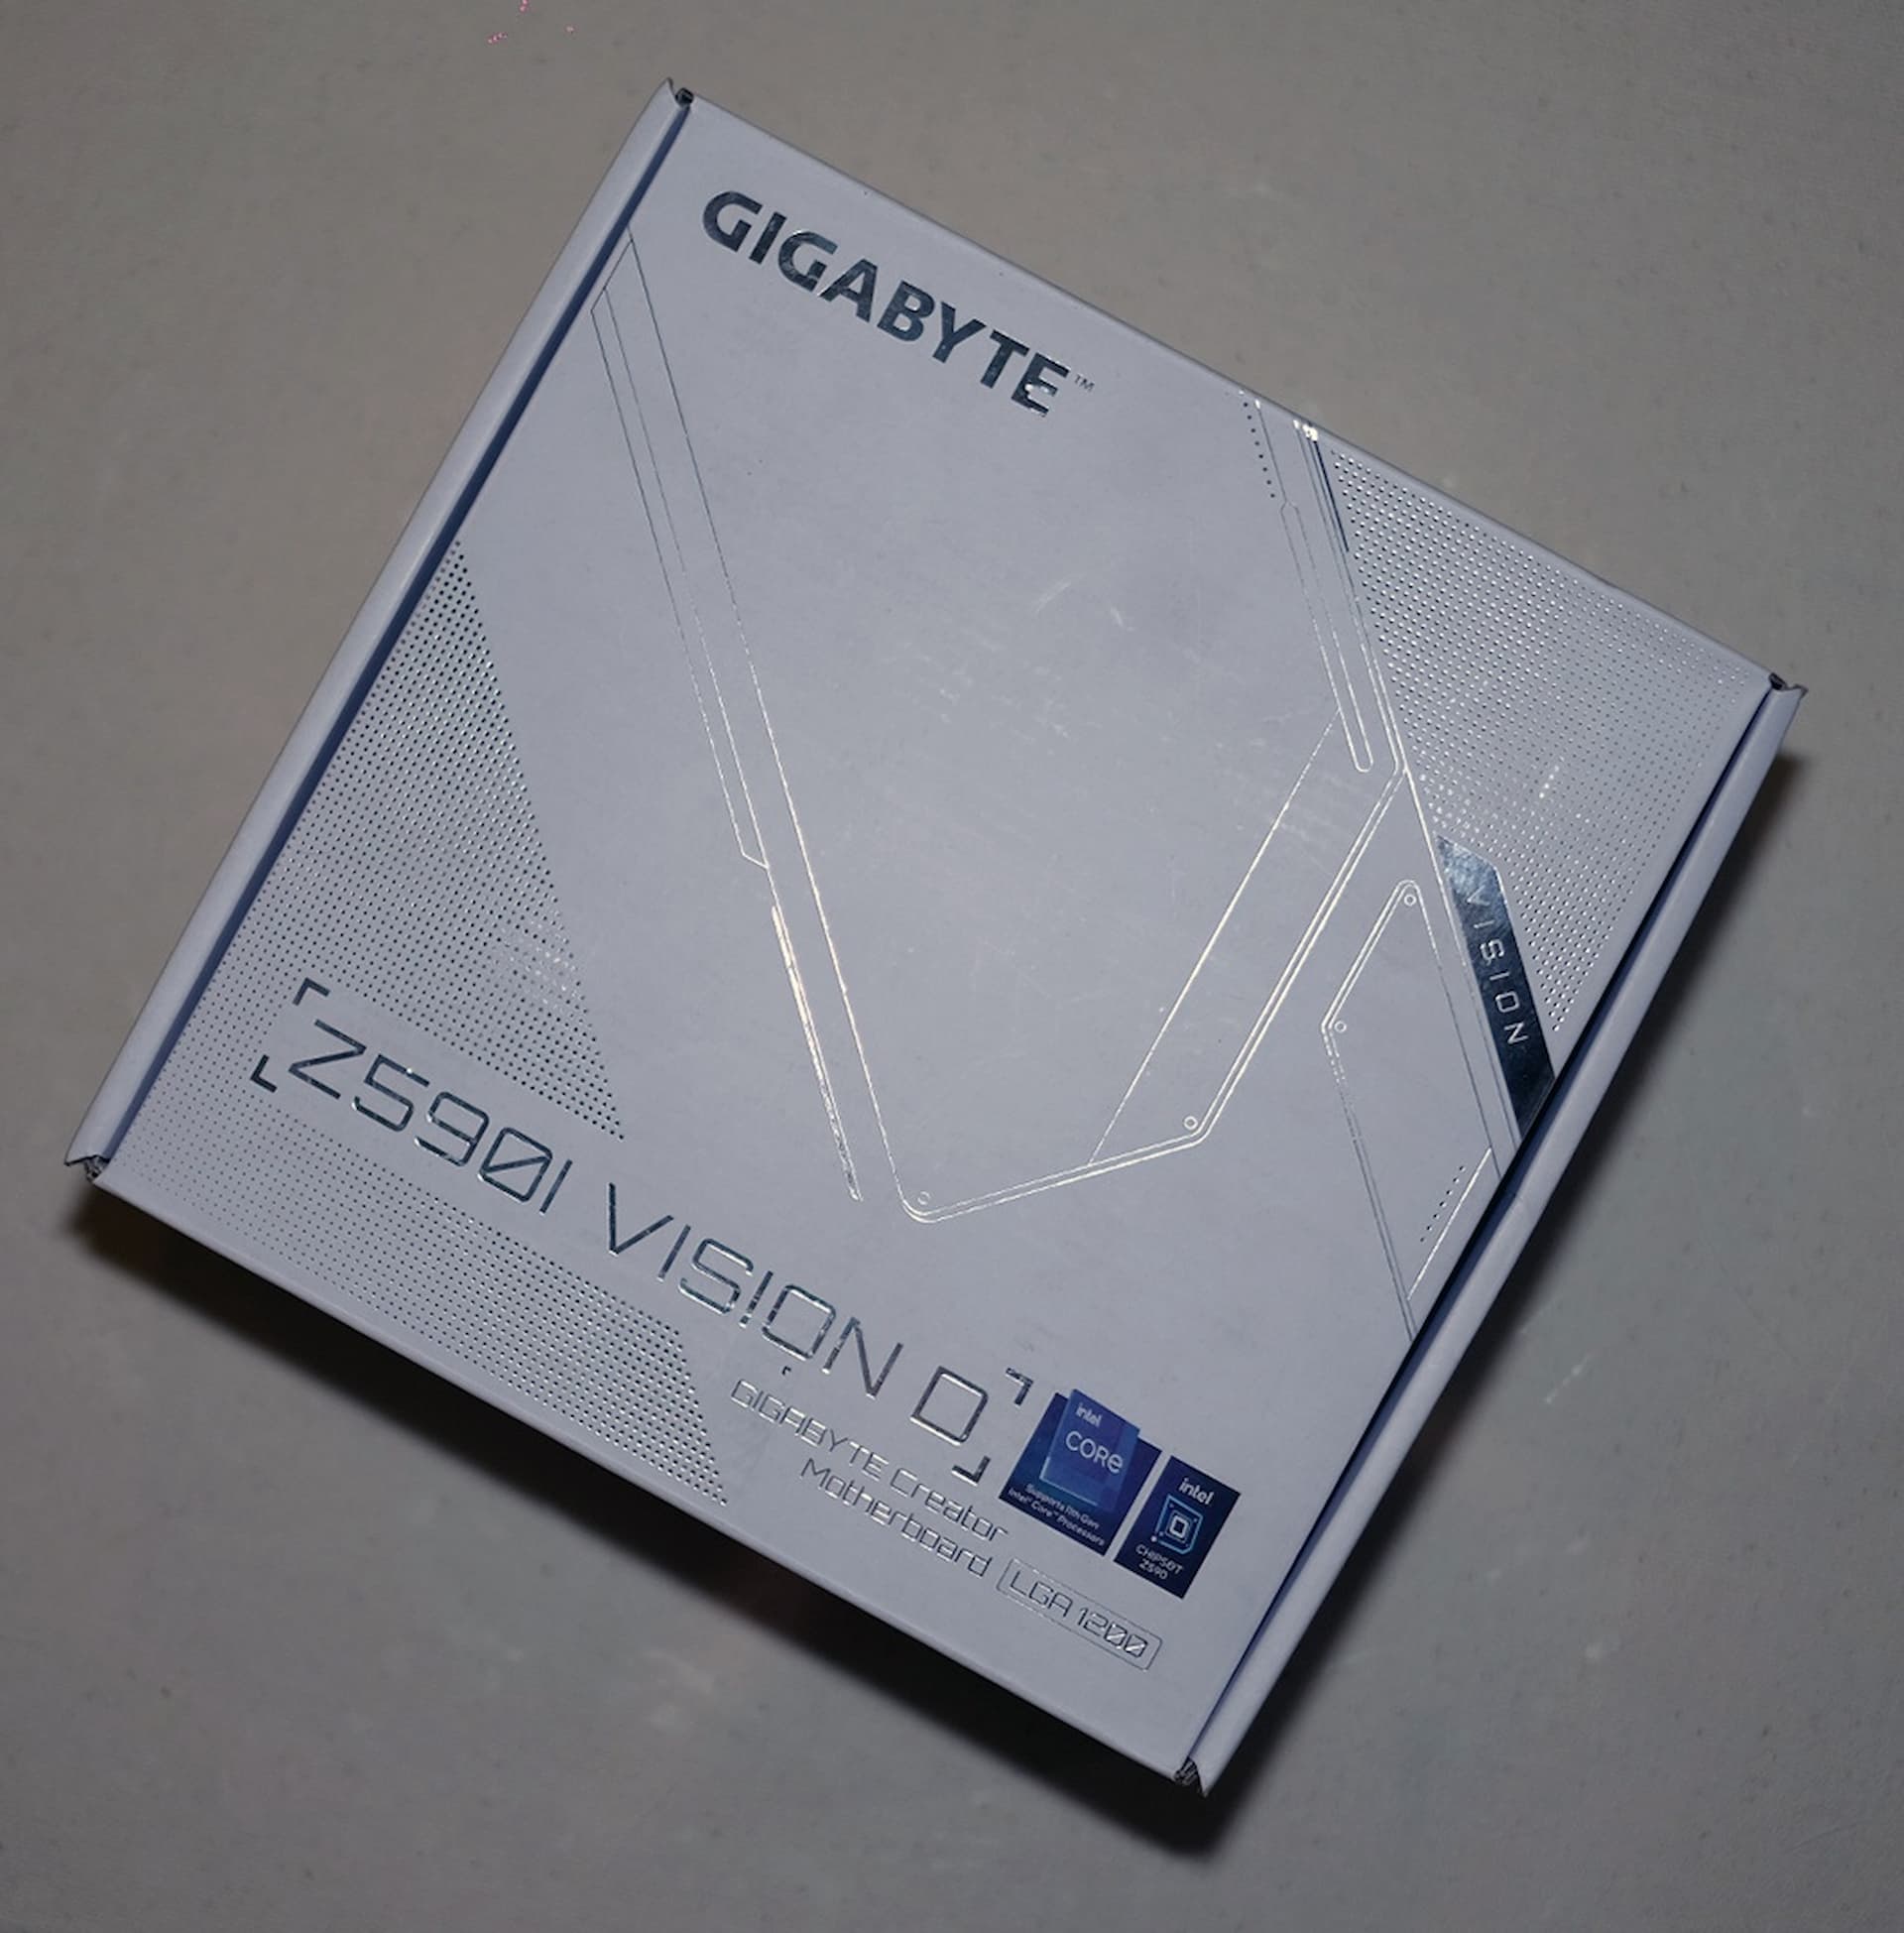 GIGABYTE™
VISION
Z590I VISION D
GIGABYTE Creator
Motherboard
LGA 1200
intel
CORe
Supports 11th Gen
Intel® Core™ Processors
intel
CHIPSET
Z590